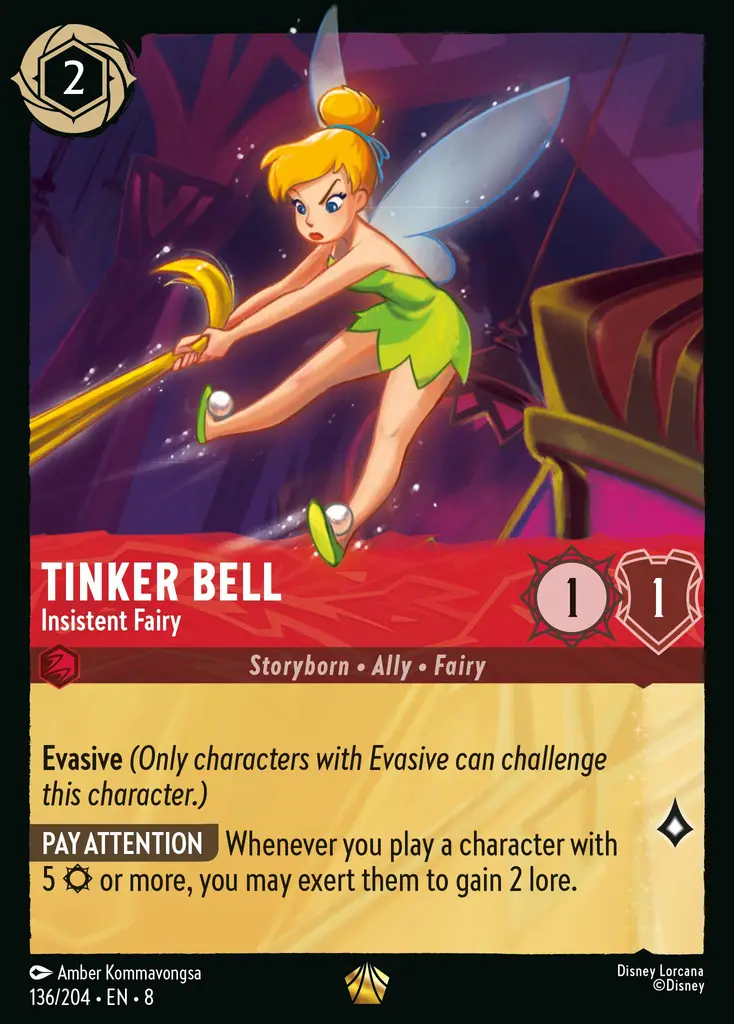 2
TINKER BELL
Insistent Fairy
1
1
Storyborn • Ally • Fairy
Evasive (Only characters with Evasive can challenge
this character.)
PAY ATTENTION Whenever you play a character with
5 or more, you may exert them to gain 2 lore.
Amber Kommavongsa
136/204 • EN • 8
Disney Lorcana
©Disney